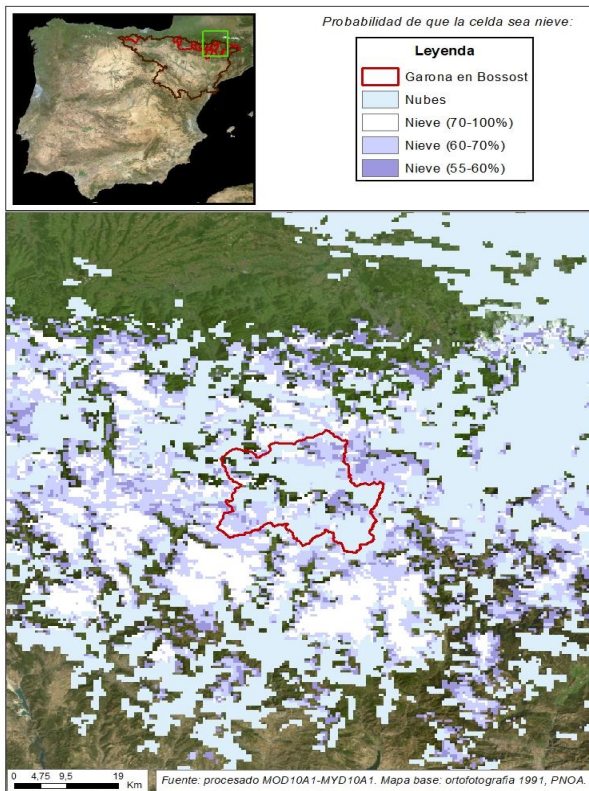 Probabilidad de que la celda sea nieve:
Leyenda
Garona en Bossost
Nubes
Nieve (70-100%)
Nieve (60-70%)
Nieve (55-60%)
0 4,75 9,5 19
Km
Fuente: procesado MOD10A1-MYD10A1. Mapa base: ortofotografia 1991, PNOA.